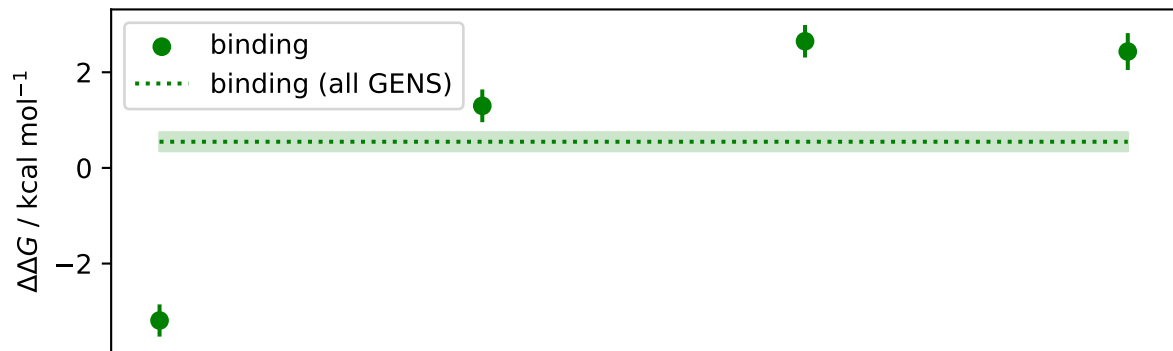 binding
binding (all GENS)
2
0
−2
ΔΔG / kcal mol⁻¹